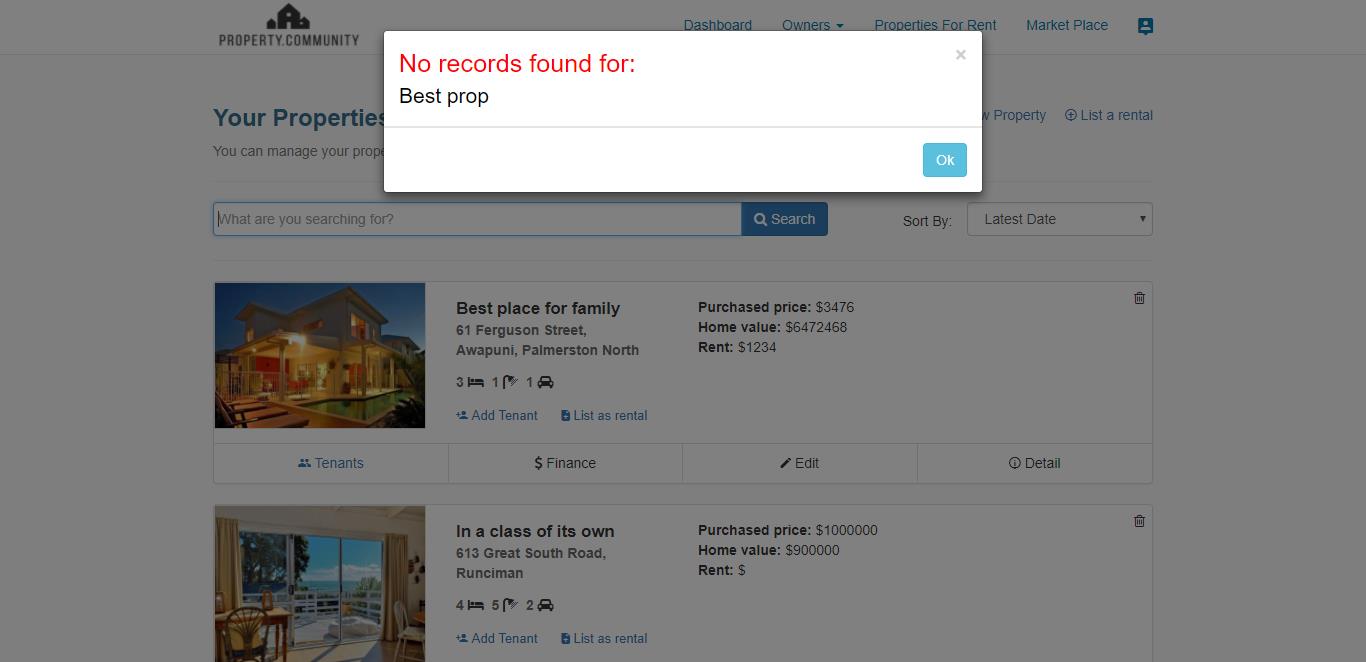 PROPERTY.COMMUNITY
Dashboard Owners Properties For Rent Market Place
No records found for:
×
Best prop
Ok
Your Properties
Property
List a rental
You can manage your
What are you searching for?
Search
Sort By:
Latest Date
Best place for family
61 Ferguson Street,
Awapuni, Palmerston North
3 1 1
Add Tenant List as rental
Purchased price: $3476
Home value: $6472468
Rent: $1234
Tenants
$ Finance
Edit
Detail
In a class of its own
613 Great South Road,
Runciman
4 5 2
Add Tenant List as rental
Purchased price: $1000000
Home value: $900000
Rent: $